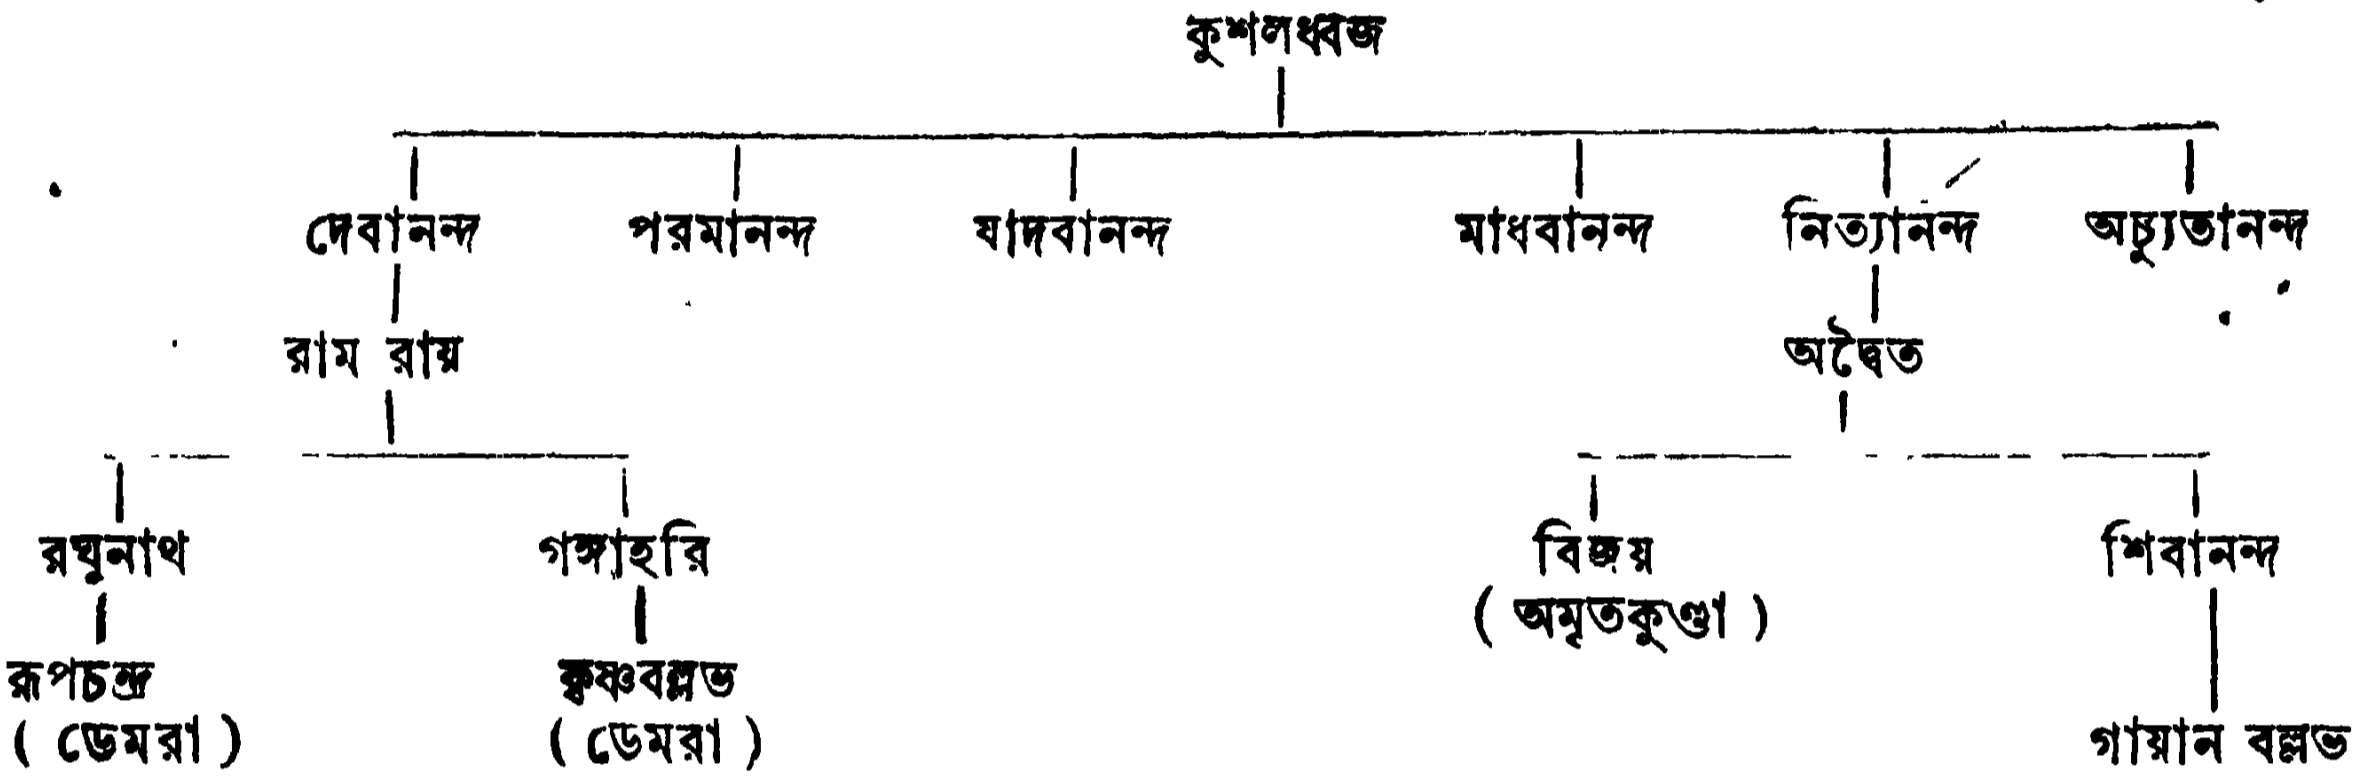 কুশলধ্বজ
দেবানন্দ পরমানন্দ যাদবানন্দ মাধবানন্দ নিত্যানন্দ অচ্যুতানন্দ
রাম রায় অদ্বৈত
রঘুনাথ গঙ্গাহরি বিজয় শিবানন্দ
( অমৃতকুণ্ডা )
রূপচন্দ্র কৃষ্ণবল্লভ
( ডেমরা ) ( ডেমরা ) গায়ান বল্লভ